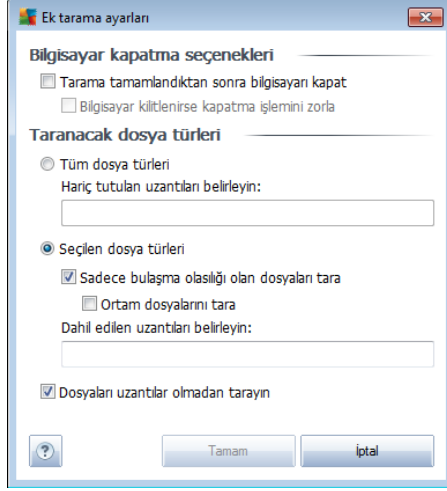 Ek tarama ayarları
Bilgisayar kapatma seçenekleri
Tarama tamamlandıktan sonra bilgisayarı kapat
Bilgisayar kilitlenirse kapatma işlemini zorla
Taranacak dosya türleri
Tüm dosya türleri
Hariç tutulan uzantıları belirleyin:
Seçilen dosya türleri
Sadece bulaşma olasılığı olan dosyaları tara
Ortam dosyalarını tara
Dahil edilen uzantıları belirleyin:
Dosyaları uzantılar olmadan tarayın
? Tamam İptal